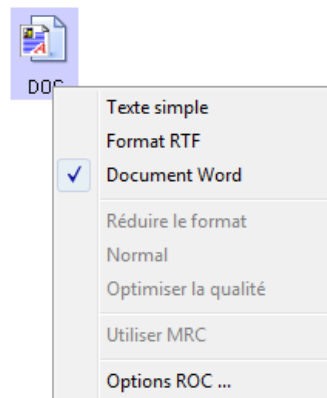 DOC
Texte simple
Format RTF
Document Word
Réduire le format
Normal
Optimiser la qualité
Utiliser MRC
Options ROC ...